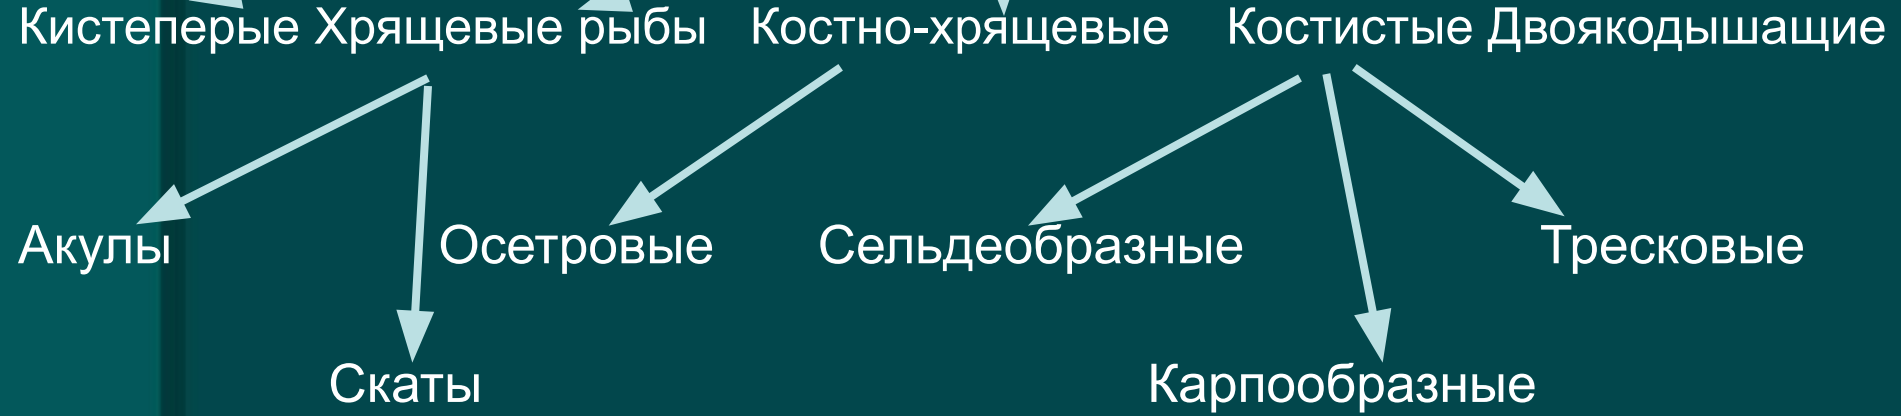 Кистеперые Хрящевые рыбы Костно-хрящевые Костистые Двоякодышащие
Акулы Осетровые Сельдеобразные Тресковые
Скаты Карпообразные